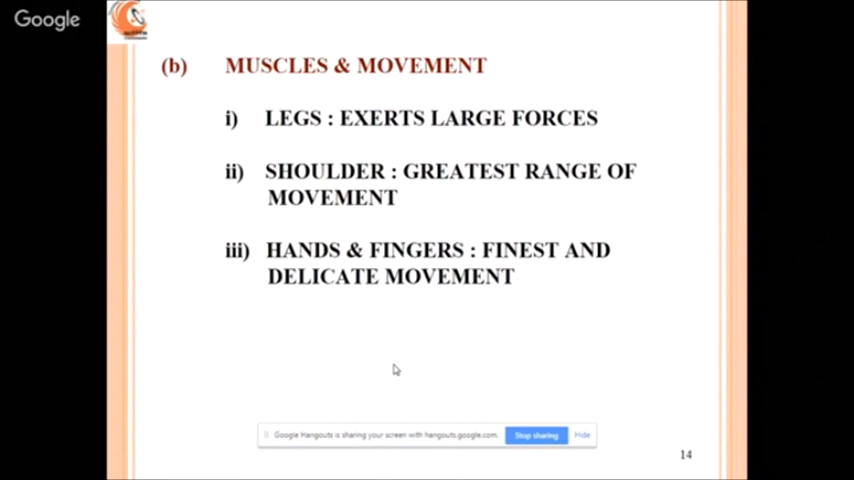 Google
(b) MUSCLES & MOVEMENT
i) LEGS : EXERTS LARGE FORCES
ii) SHOULDER : GREATEST RANGE OF
MOVEMENT
iii) HANDS & FINGERS : FINEST AND
DELICATE MOVEMENT
Google Hangouts is sharing your screen with hangouts.google.com. Stop sharing Hide
14